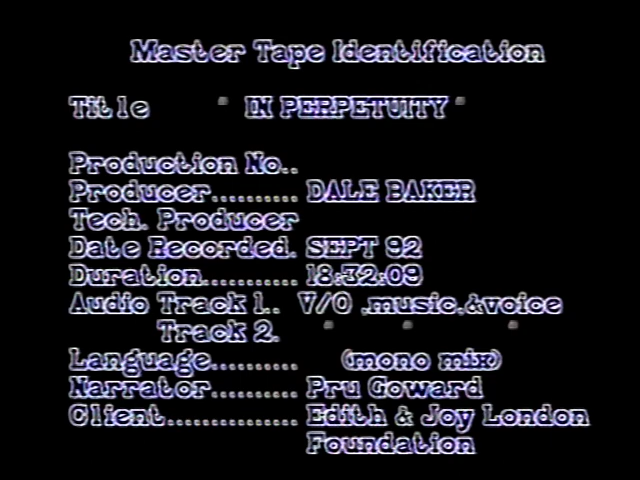 Master Tape Identification
Title " IN PERPETUITY "
Production No..
Producer.......... DALE BAKER
Tech. Producer
Date Recorded. SEPT 92
Duration........... 18:32:09
Audio Track 1.. V/O .music.&voice
Track 2. " " "
Language.......... (mono mix)
Narrator.......... Pru Goward
Client............... Edith & Joy London
Foundation